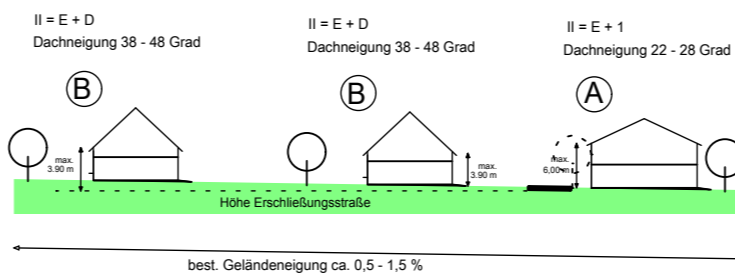 II = E + D
Dachneigung 38 - 48 Grad
II = E + D
Dachneigung 38 - 48 Grad
II = E + 1
Dachneigung 22 - 28 Grad
B
B
A
max.
3.90 m
max.
3.90 m
max.
6,00 m
Höhe Erschließungsstraße
best. Geländeneigung ca. 0,5 - 1,5 %